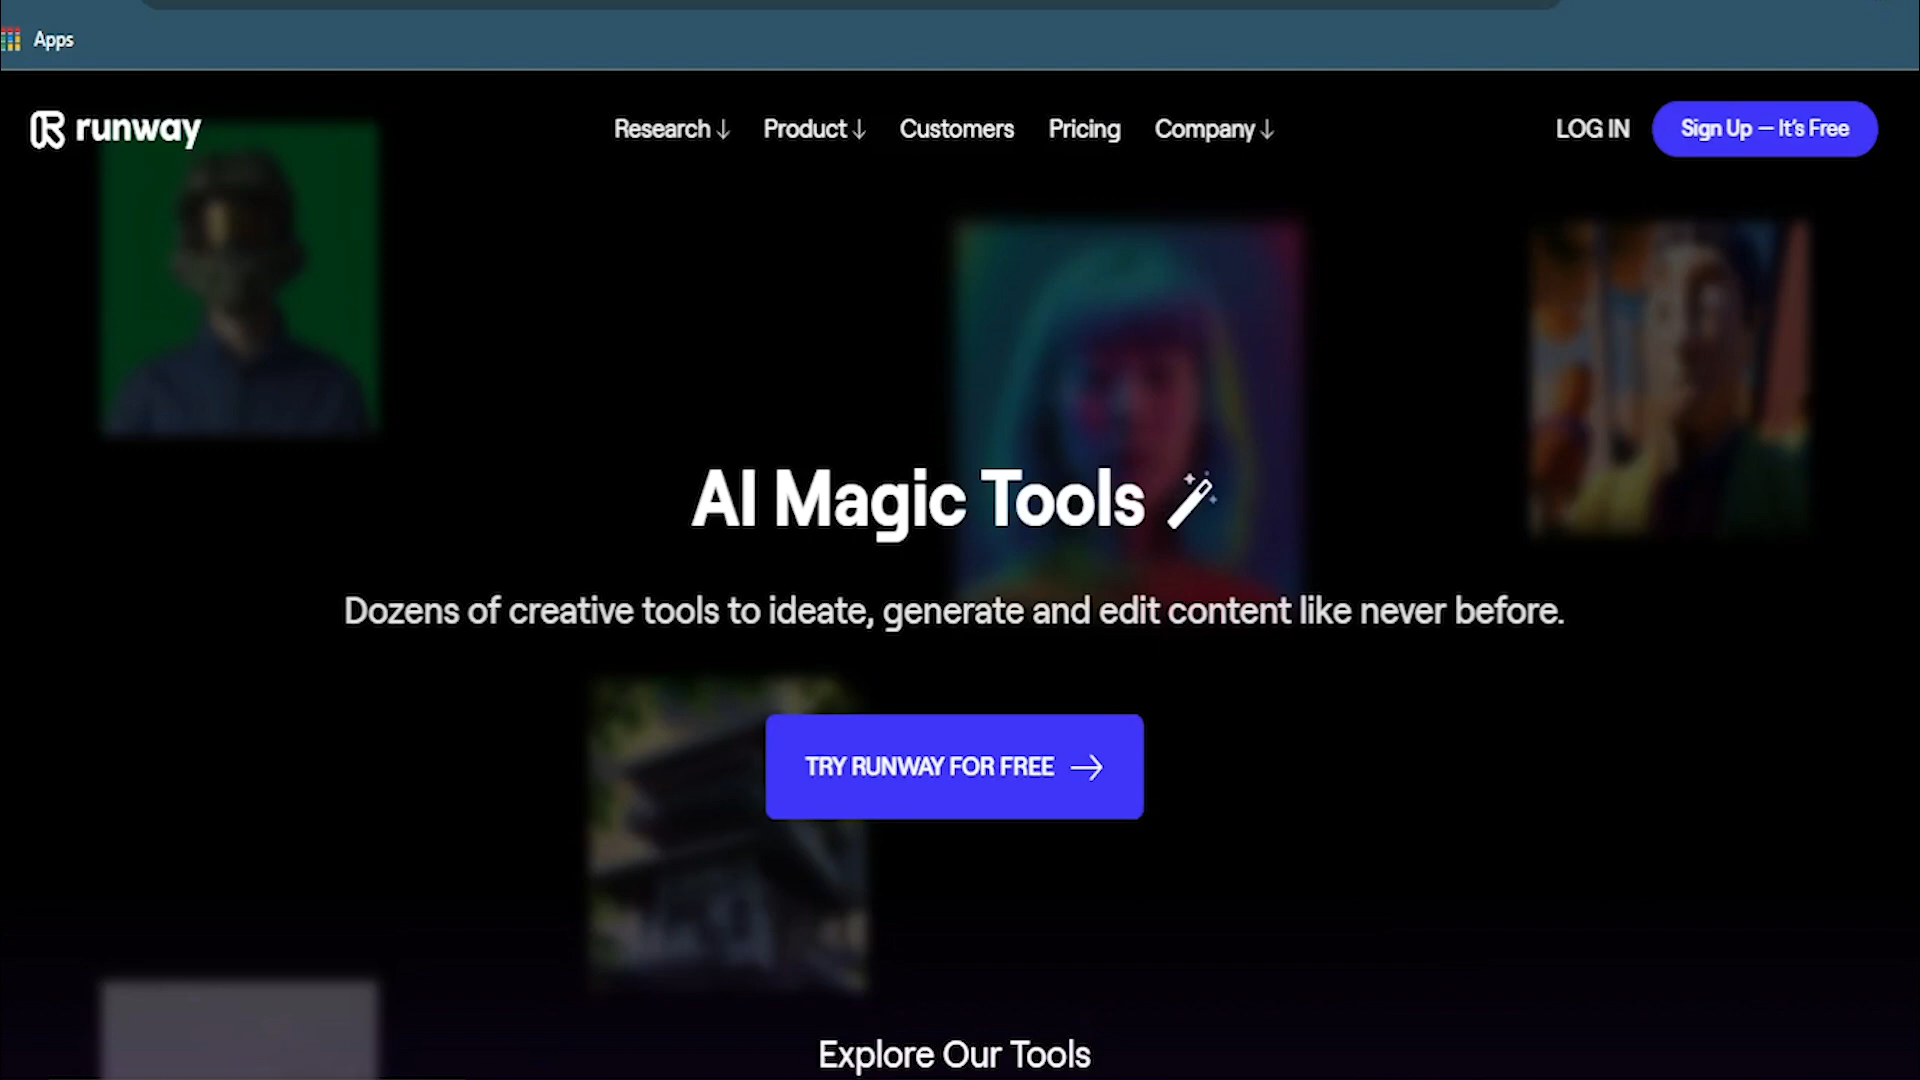 Apps
runway
Research ↓ Product ↓ Customers Pricing Company ↓
LOG IN
Sign Up — It's Free
AI Magic Tools
Dozens of creative tools to ideate, generate and edit content like never before.
TRY RUNWAY FOR FREE →
Explore Our Tools